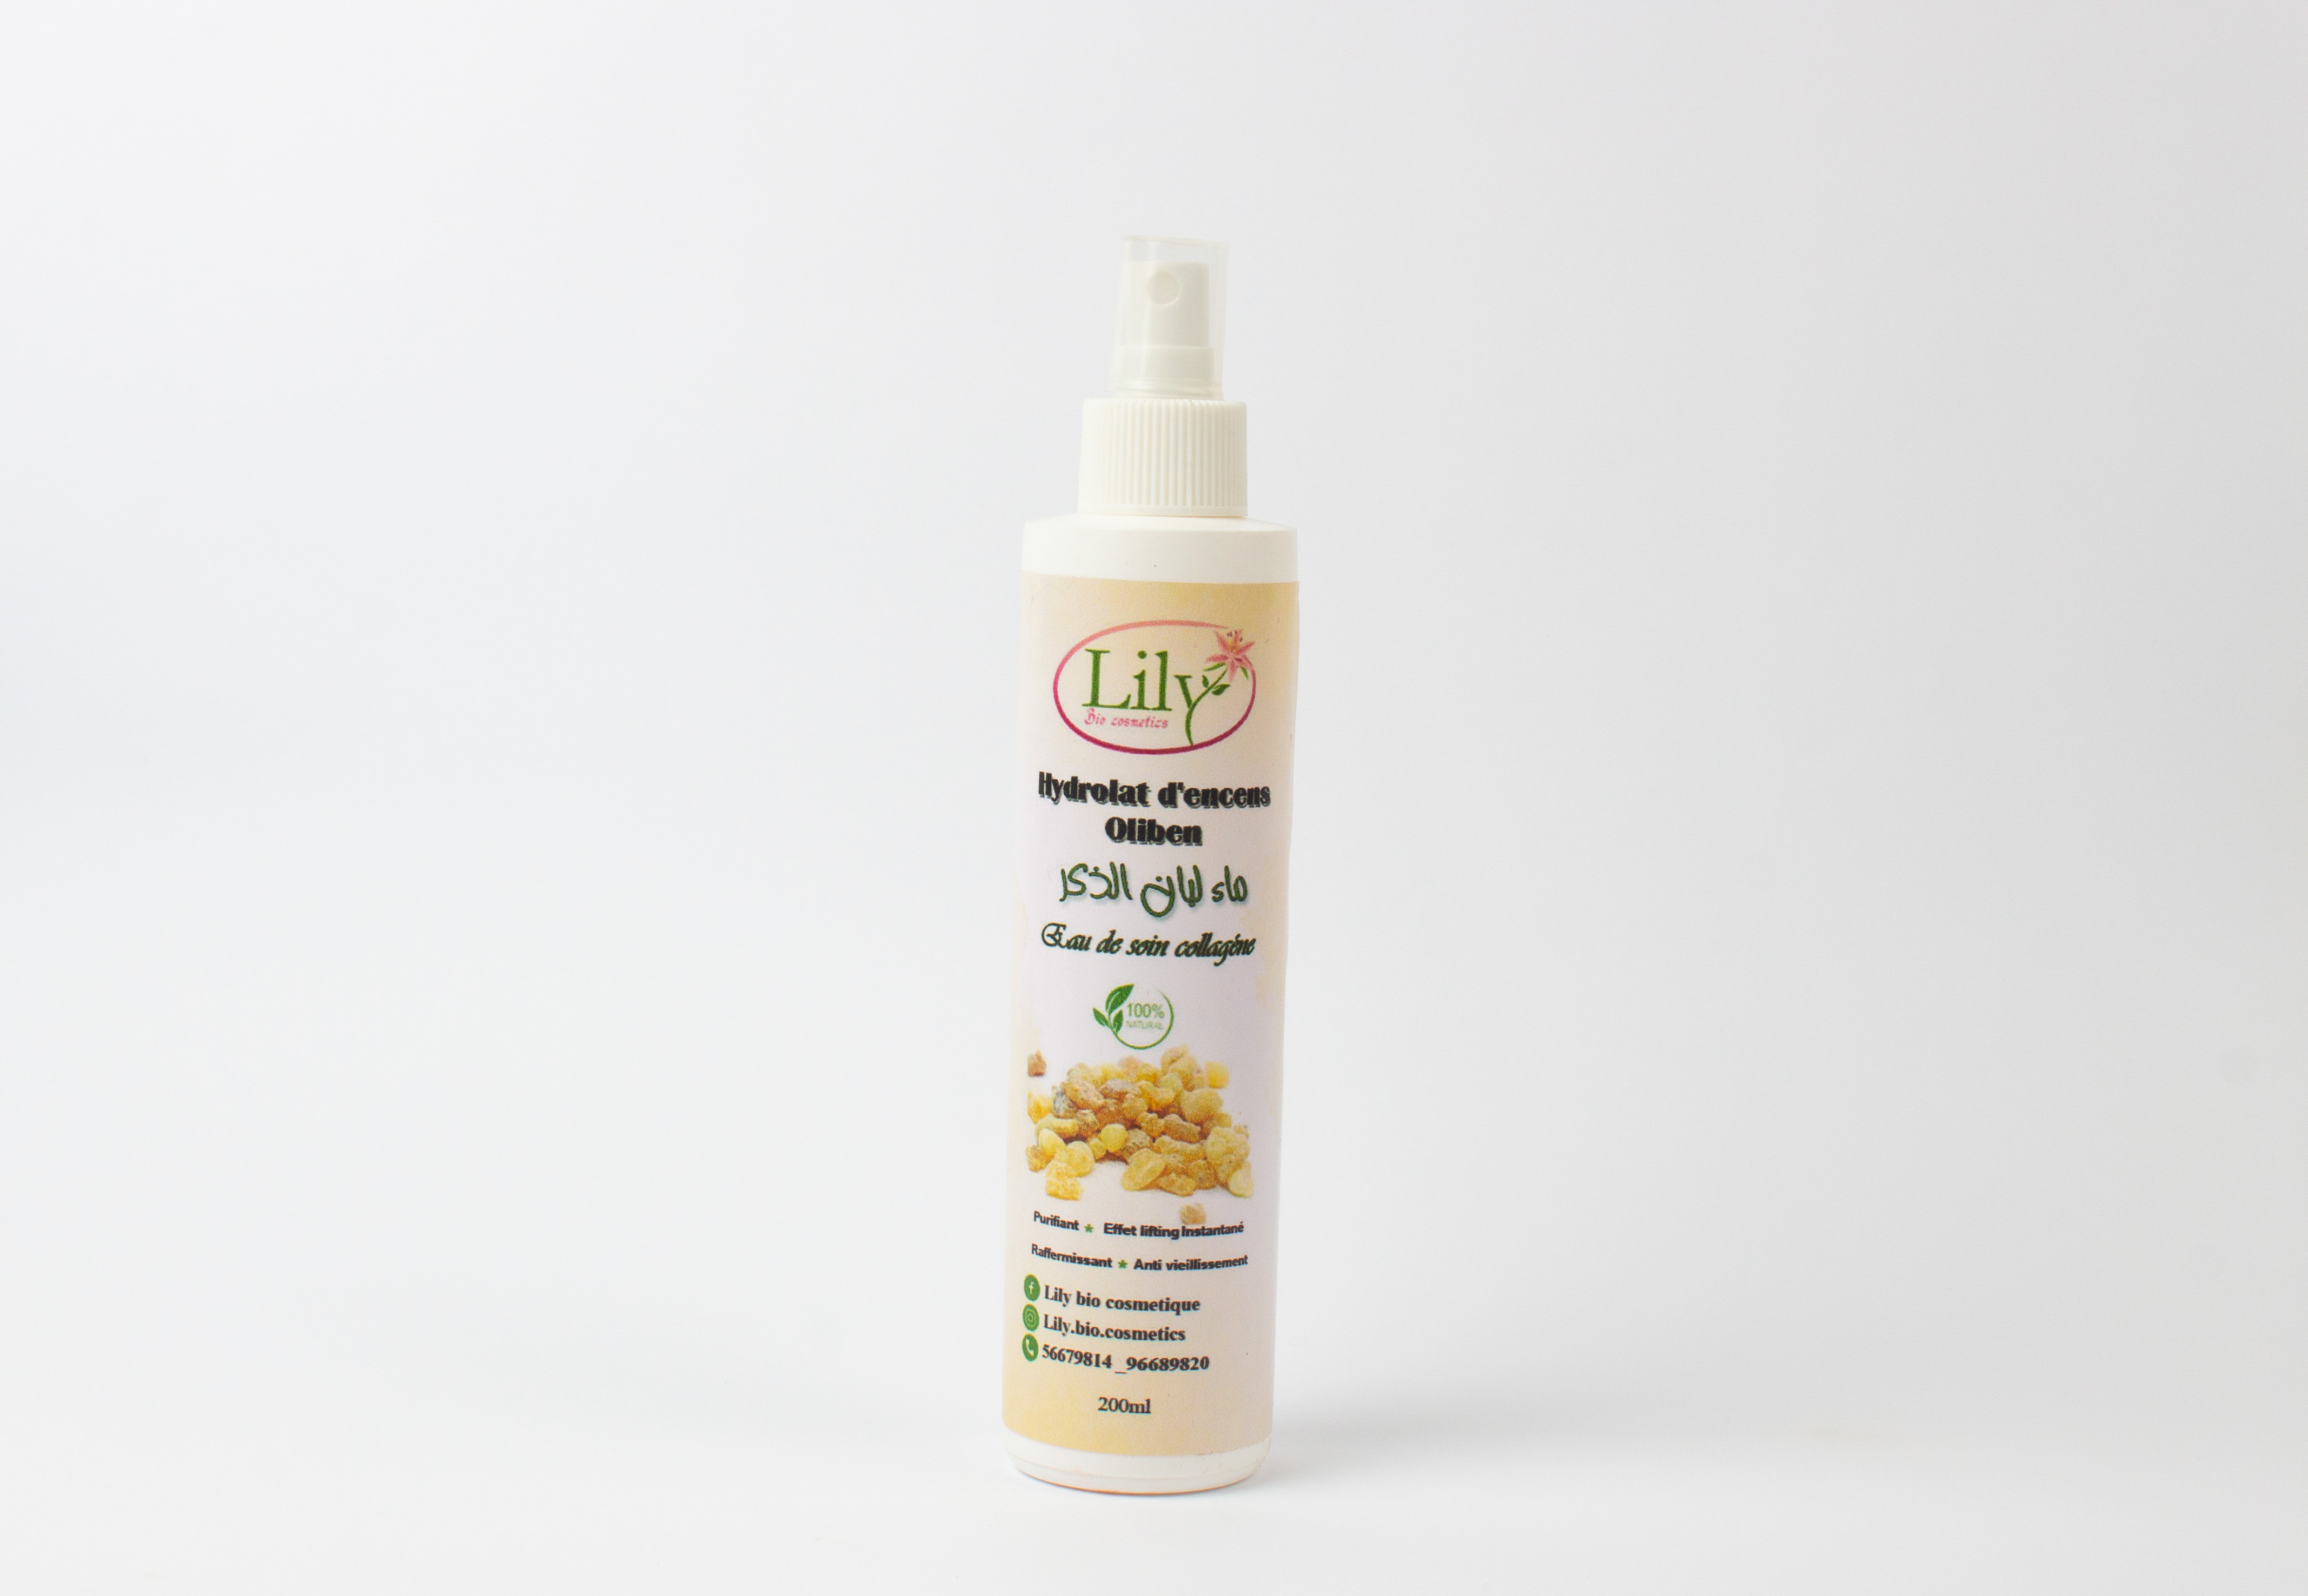 Lily
Bio cosmetics
Hydrolat d'encens
Oliben
ماء لبان الذكر
Eau de soin collagéne
100%
NATURAL
Purifiant * Effet lifting Instantané
Raffermissant * Anti vieillissement
Lily bio cosmetique
Lily.bio.cosmetics
56679814_96689820
200ml